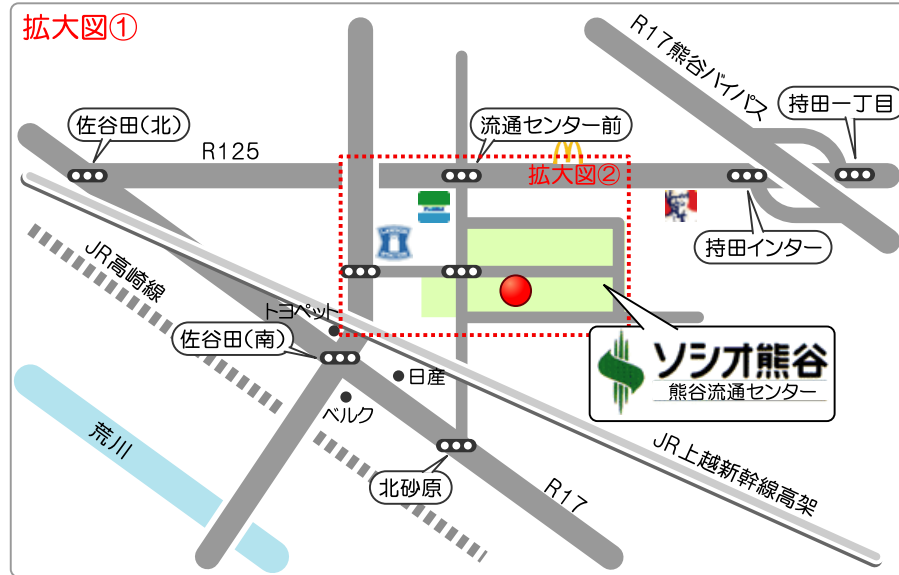 拡大図①
R17熊谷バイパス
持田一丁目
佐谷田(北)
流通センター前
R125
拡大図②
持田インター
JR高崎線
トヨペット
佐谷田(南)
日産
ベルク
ソシオ熊谷
熊谷流通センター
荒川
北砂原
R17
JR上越新幹線高架